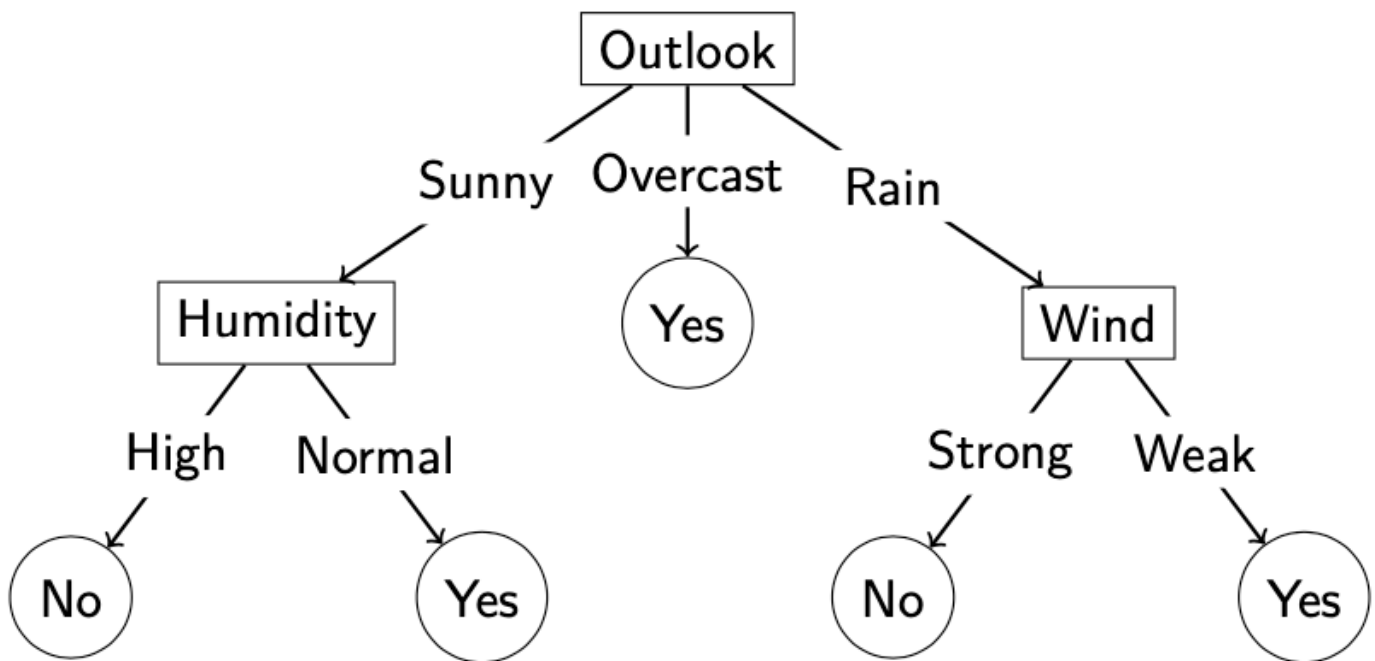 Outlook
Sunny Overcast Rain
Humidity Yes Wind
High Normal Strong Weak
No Yes No Yes